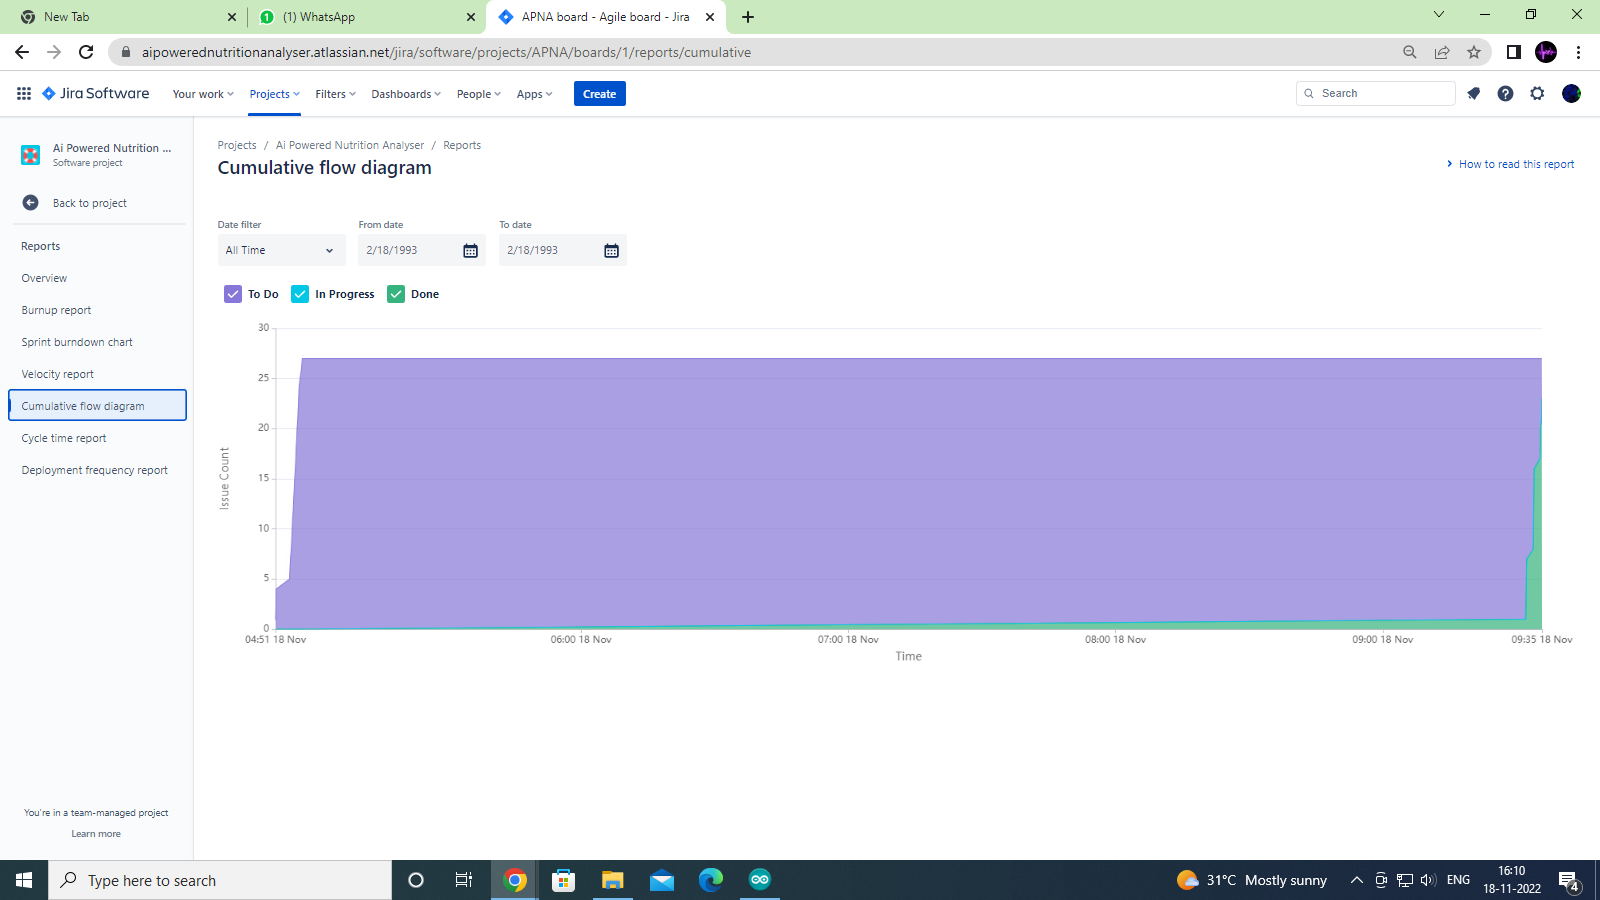 New Tab
(1) WhatsApp
APNA board - Agile board - Jira
aipowerednutritionanalyser.atlassian.net/jira/software/projects/APNA/boards/1/reports/cumulative
Jira Software
Your work
Projects
Filters
Dashboards
People
Apps
Create
Search
Ai Powered Nutrition ...
Software project
Back to project
Reports
Overview
Burnup report
Sprint burndown chart
Velocity report
Cumulative flow diagram
Cycle time report
Deployment frequency report
You're in a team-managed project
Learn more
Projects / Ai Powered Nutrition Analyser / Reports
Cumulative flow diagram
How to read this report
Date filter
All Time
From date
2/18/1993
To date
2/18/1993
To Do
In Progress
Done
Issue Count
30
25
20
15
10
5
0
04:51 18 Nov
06:00 18 Nov
07:00 18 Nov
08:00 18 Nov
09:00 18 Nov
09:35 18 Nov
Time
Type here to search
31°C Mostly sunny
ENG
16:10
18-11-2022
4